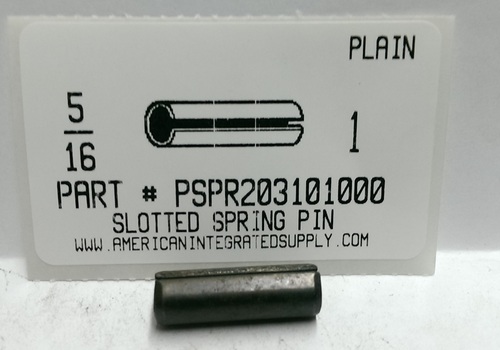 PLAIN
5
16
1
PART # PSPR203101000
SLOTTED SPRING PIN
WWW.AMERICANINTEGRATEDSUPPLY.COM